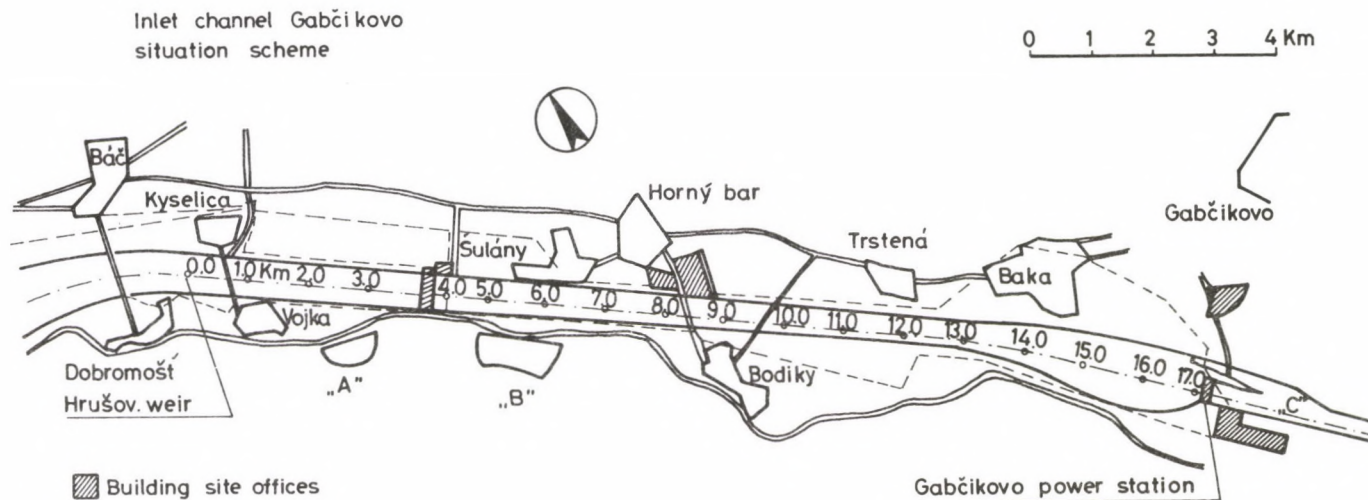 Inlet channel Gabčikovo
situation scheme
0 1 2 3 4 Km
Báč
Kyselica
Horný bar
Gabčikovo
Šulány
Trstená
Baka
0.0 1.0 Km 2.0 3.0 4.0 5.0 6.0 7.0 8.0 9.0 10.0 11.0 12.0 13.0 14.0 15.0 16.0 17.0
Vojka
Dobromošť
Hrušov. weir
„A"
„B"
Bodiky
„C"
Building site offices
Gabčikovo power station